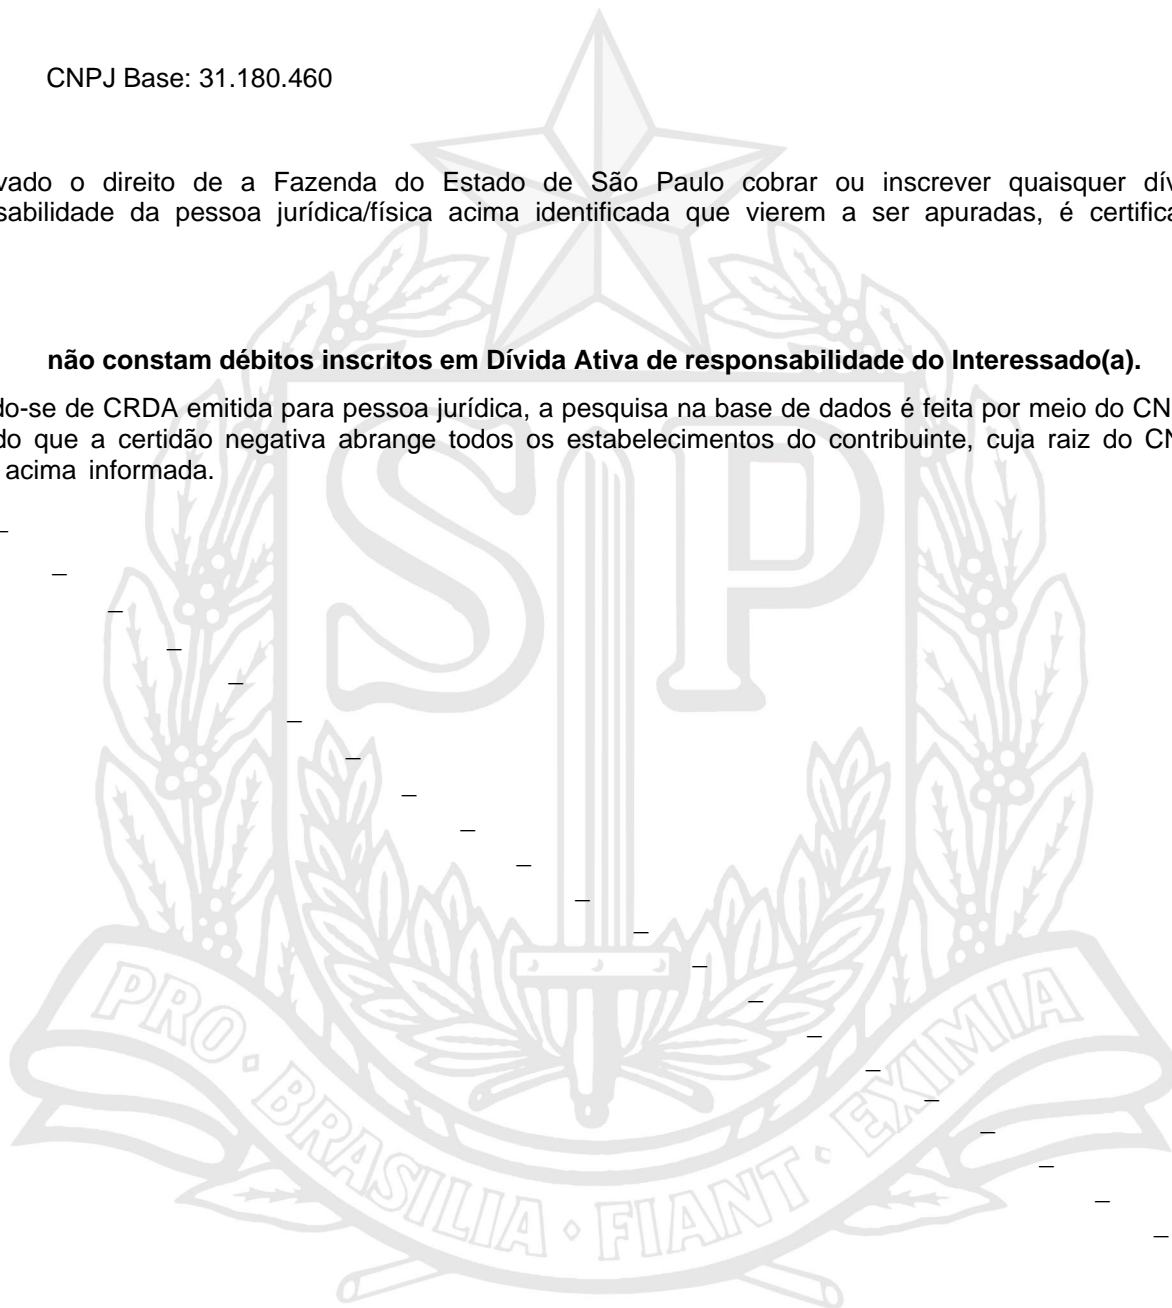 CNPJ Base: 31.180.460
vado o direito de a Fazenda do Estado de São Paulo cobrar ou inscrever quaisquer dív
sabilidade da pessoa jurídica/física acima identificada que vierem a ser apuradas, é certifica
não constam débitos inscritos em Dívida Ativa de responsabilidade do Interessado(a).
do-se de CRDA emitida para pessoa jurídica, a pesquisa na base de dados é feita por meio do CN
do que a certidão negativa abrange todos os estabelecimentos do contribuinte, cuja raiz do CN
acima informada.
SP
PRO • BRASILIA • FIANT • EXIMIA